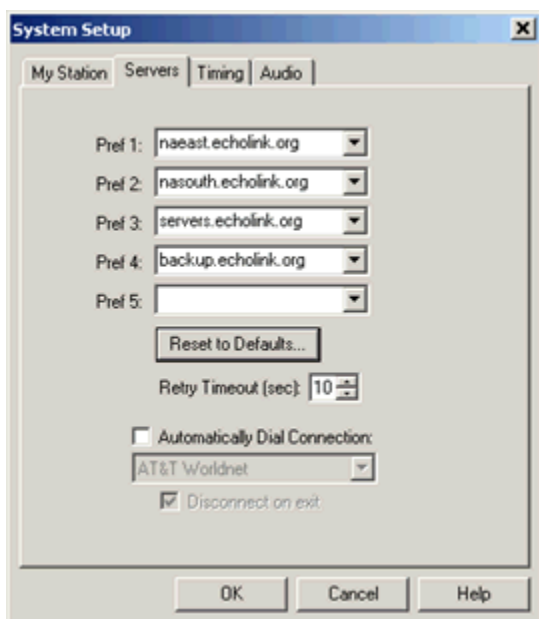 System Setup
My Station Servers Timing Audio
Pref 1: naeast.echolink.org
Pref 2: nasouth.echolink.org
Pref 3: servers.echolink.org
Pref 4: backup.echolink.org
Pref 5:
Reset to Defaults...
Retry Timeout (sec): 10
Automatically Dial Connection:
AT&T Worldnet
Disconnect on exit
OK Cancel Help